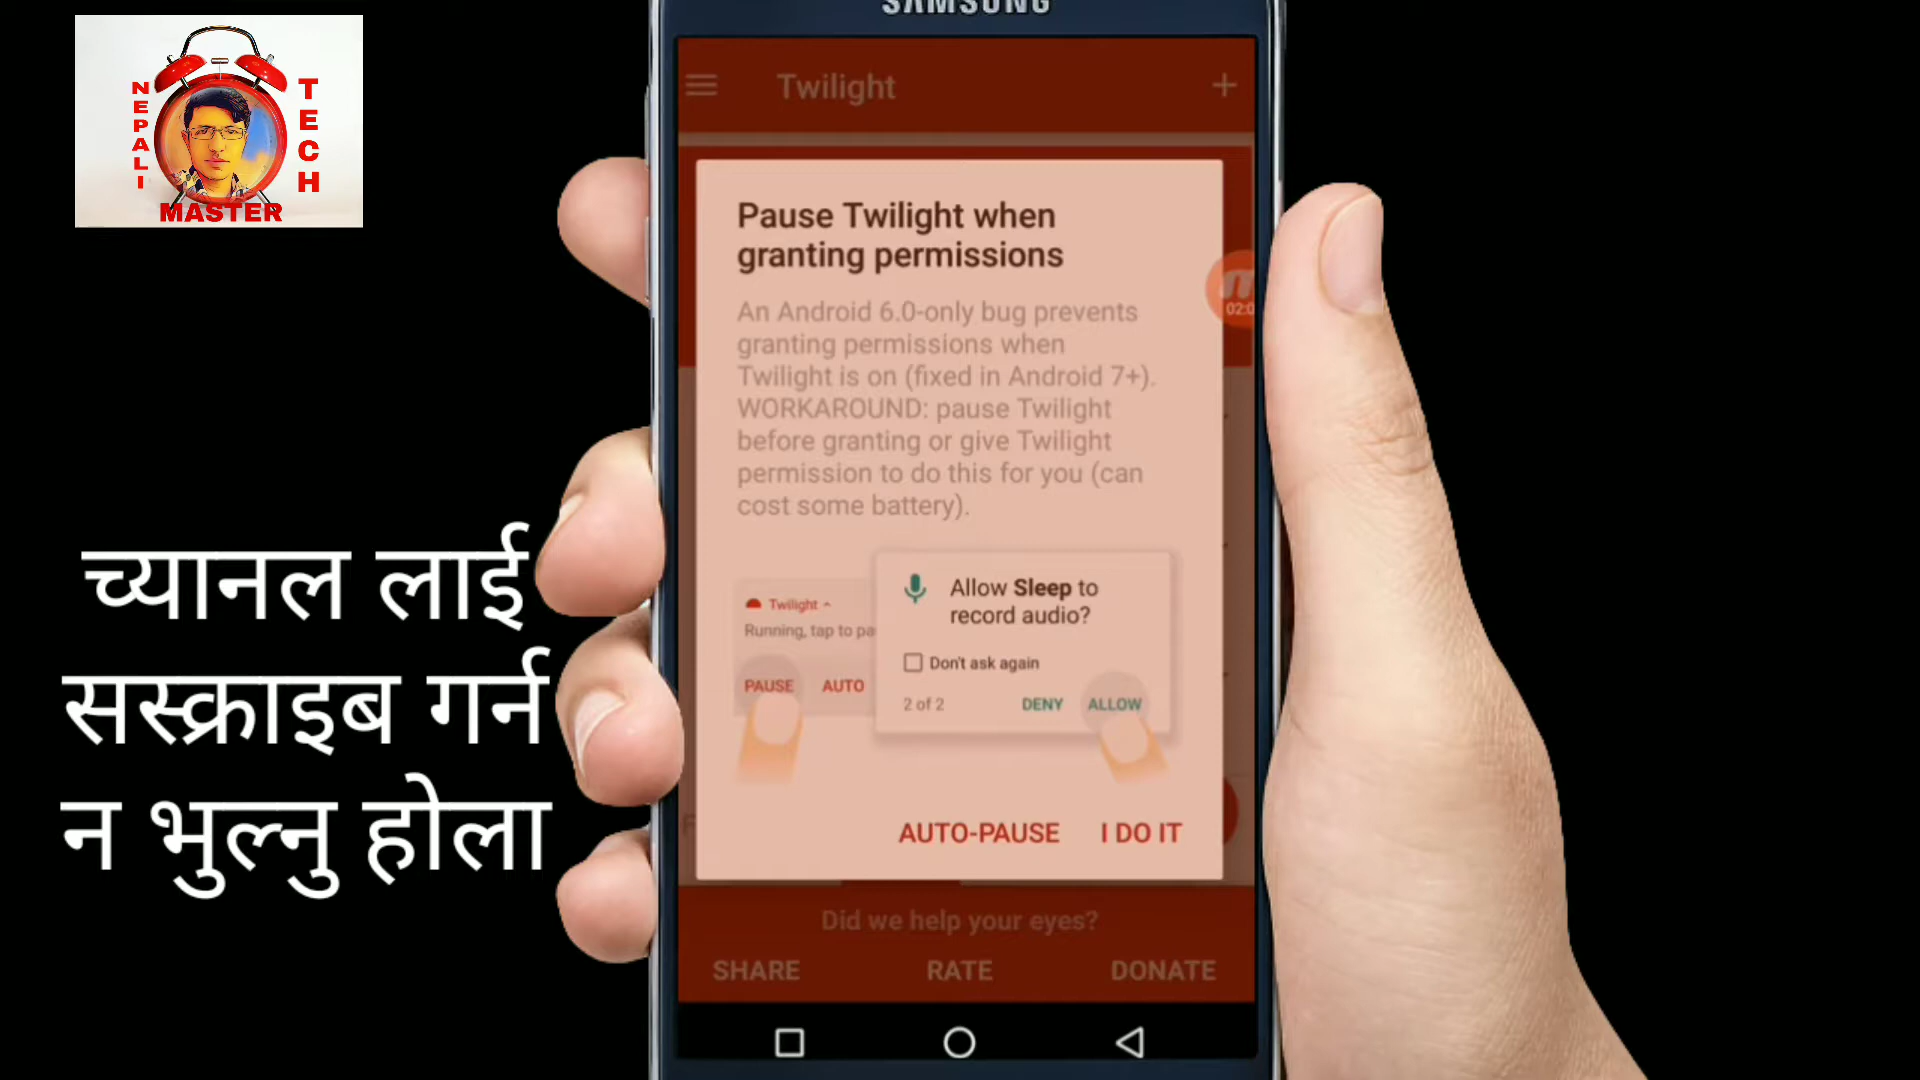 SAMSUNG
NEPALI
TECH
MASTER
Twilight
Pause Twilight when
granting permissions
An Android 6.0-only bug prevents
granting permissions when
Twilight is on (fixed in Android 7+).
WORKAROUND: pause Twilight
before granting or give Twilight
permission to do this for you (can
cost some battery).
02:0
Twilight
Running, tap to pa
PAUSE AUTO
Allow Sleep to
record audio?
Don't ask again
2 of 2 DENY ALLOW
AUTO-PAUSE I DO IT
Did we help your eyes?
SHARE RATE DONATE
च्यानल लाई
सस्क्राइब गर्न
न भुल्नु होला